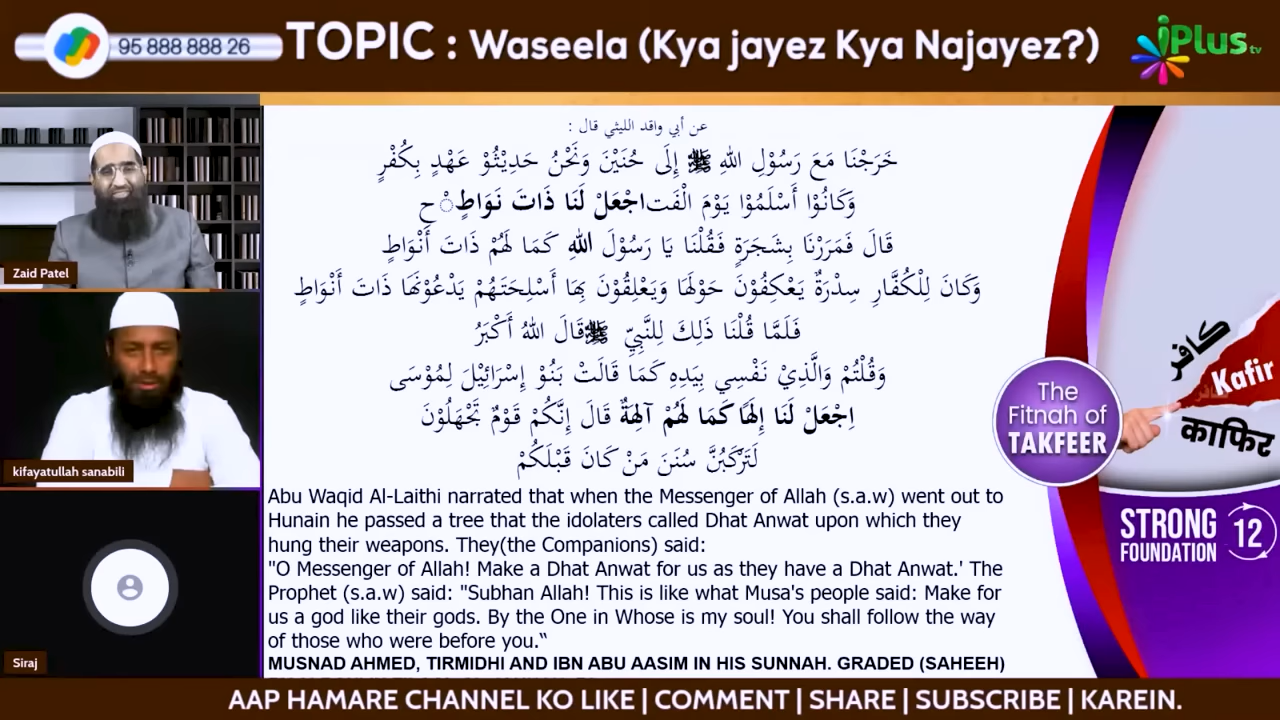 95 888 888 26
TOPIC : Waseela (Kya jayez Kya Najayez?)
iPlus tv
عن أبي واقد الليثي قال :
خَرَجْنَا مَعَ رَسُوْلِ اللهِ ﷺ إِلَى حُنَيْنَ وَنَحْنُ حَدِيْثُوْ عَهْدٍ بِكُفْرٍ
وَكَانُوْا أَسْلَمُوْا يَوْمَ الْفَتاجْعَلْ لَنَا ذَاتَ نَوَاطٍْح
قَالَ فَمَرَرْنَا بِشَجَرَةٍ فَقُلْنَا يَا رَسُوْلَ اللهِ كَمَا لَهُمْ ذَاتَ أَنْوَاطٍ
وَكَانَ لِلْكُفَّارِ سِدْرَةٌ يَعْكِفُوْنَ حَوْلَهَا وَيَعْلِقُوْنَ بِهَا أَسْلِحَتَهُمْ يَدْعُوْنَهَا ذَاتَ أَنْوَاطٍ
فَلَمَّا قُلْنَا ذَلِكَ لِلنَّبِيِّ ﷺقَالَ اللهُ أَكْبَرُ
وَقُلْتُمْ وَالَّذِيْ نَفْسِي بِيَدِهِ كَمَا قَالَتْ بَنُوْ إِسْرَائِيْلَ لِمُوْسَى
اِجْعَلْ لَنَا إِلَهًا كَمَا لَهُمْ آلِهَةٌ قَالَ إِنَّكُمْ قَوْمٌ تَجْهَلُوْنَ
لَتَرْكَبُنَّ سُنَنَ مَنْ كَانَ قَبْلَكُمْ
Abu Waqid Al-Laithi narrated that when the Messenger of Allah (s.a.w) went out to
Hunain he passed a tree that the idolaters called Dhat Anwat upon which they
hung their weapons. They(the Companions) said:
"O Messenger of Allah! Make a Dhat Anwat for us as they have a Dhat Anwat.' The
Prophet (s.a.w) said: "Subhan Allah! This is like what Musa's people said: Make for
us a god like their gods. By the One in Whose is my soul! You shall follow the way
of those who were before you.“
MUSNAD AHMED, TIRMIDHI AND IBN ABU AASIM IN HIS SUNNAH. GRADED (SAHEEH)
Zaid Patel
kifayatullah sanabili
Siraj
The
Fitnah of
TAKFEER
كافر
Kafir
काफिर
STRONG
FOUNDATION
12
AAP HAMARE CHANNEL KO LIKE | COMMENT | SHARE | SUBSCRIBE | KAREIN.